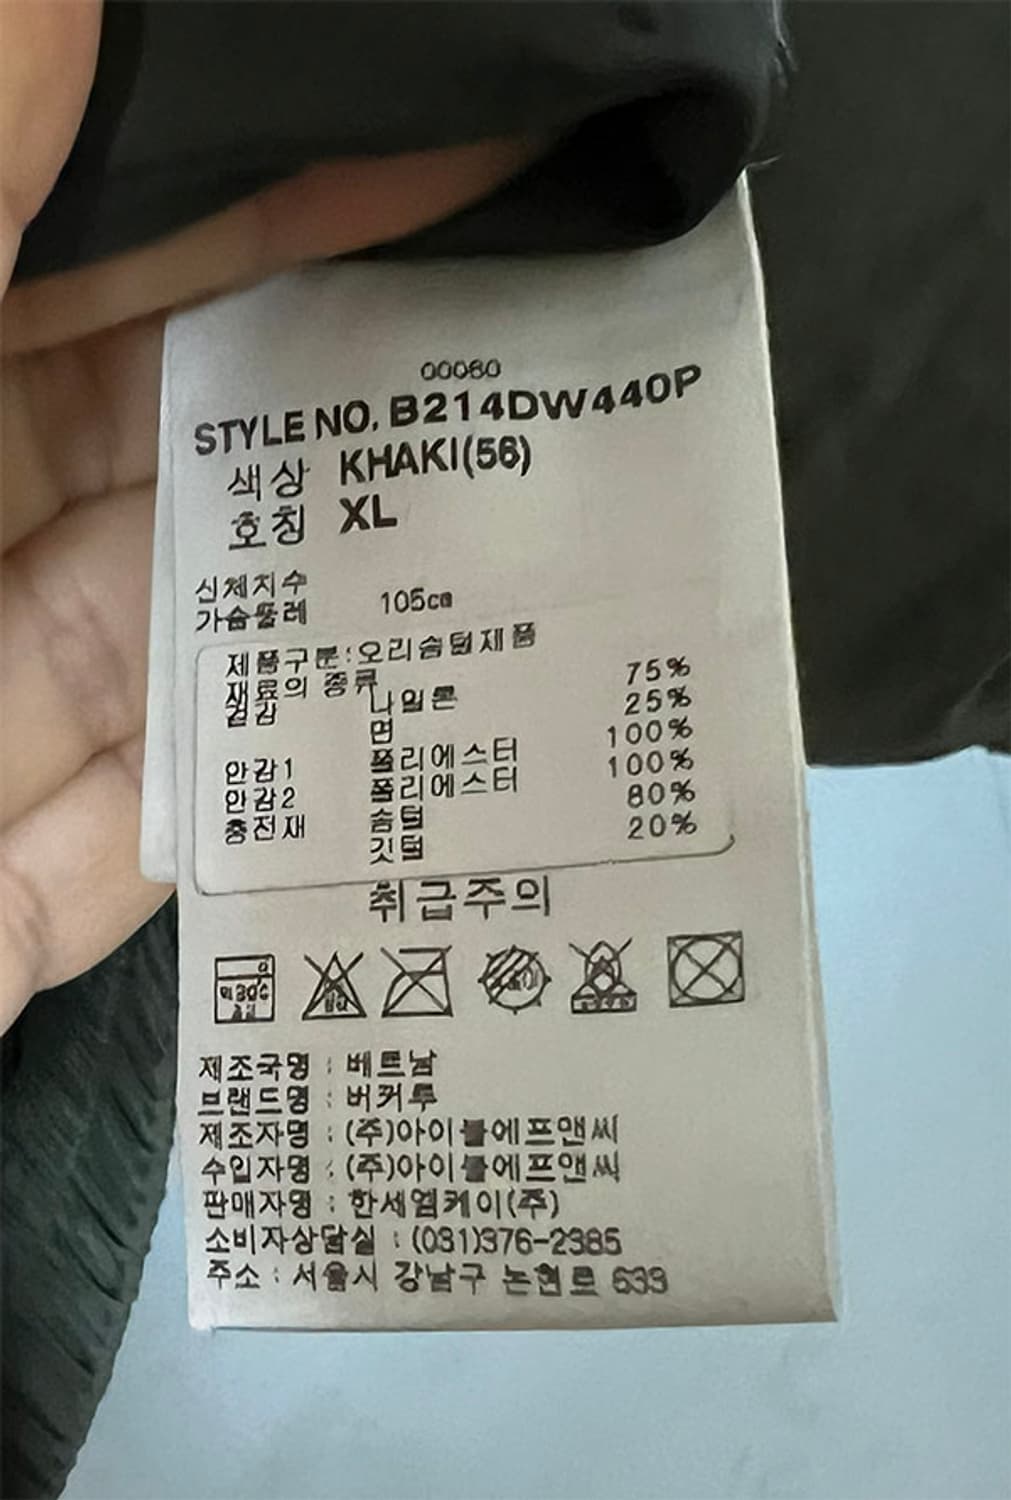 00060
STYLE NO. B214DW440P
색상 KHAKI(56)
호칭 XL
신체치수
가슴둘레 105cm
제품구분:오리솜털제품
재료의 종류
겉감 나일론 75%
면 25%
안감1 폴리에스터 100%
안감2 폴리에스터 100%
충전재 솜털 80%
깃털 20%
취급주의
제조국명 : 베트남
브랜드명 : 버커루
제조자명 : (주)아이블에프앤씨
수입자명 : (주)아이블에프앤씨
판매자명 : 한세엠케이(주)
소비자상담실 : (031)376-2385
주소 : 서울시 강남구 논현로 633